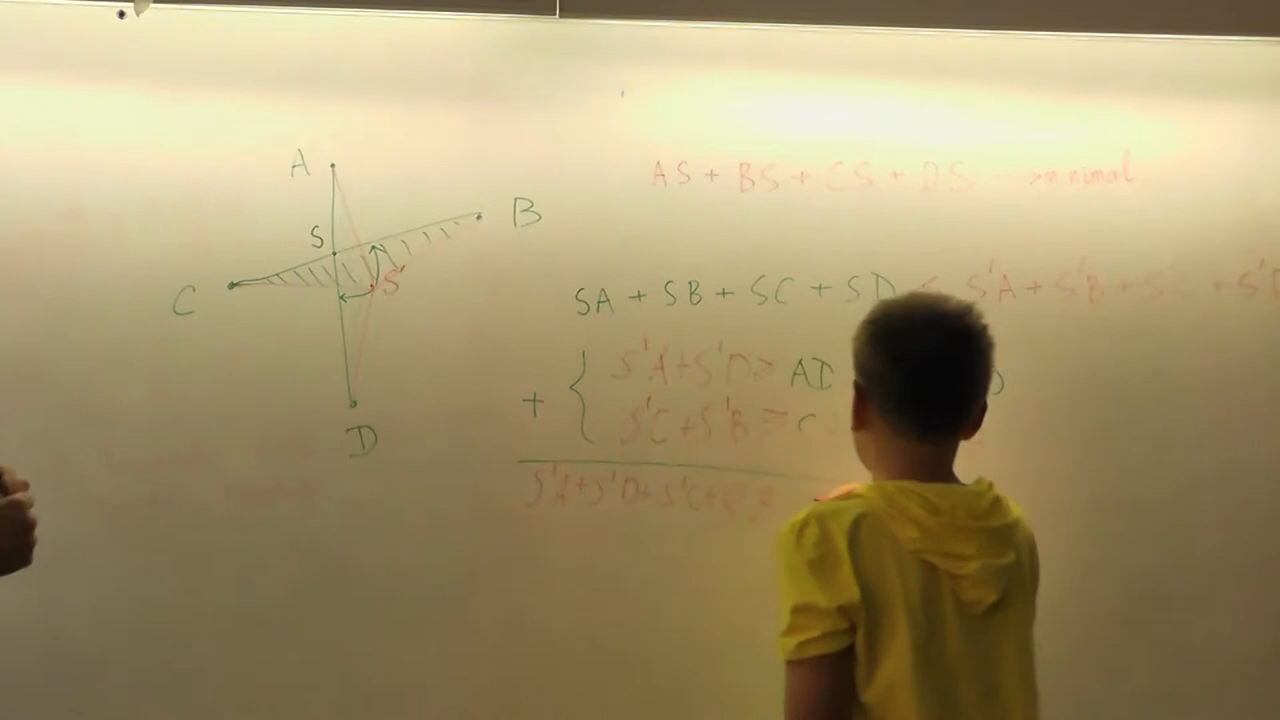 A
B
S
S'
C
D
AS + BS + CS + DS → minimal
SA + SB + SC + SD ≤ S'A + S'B + S'C + S'D
S'A + S'D ≥ AD
+ {
S'C + S'B ≥ C
S'A + S'D + S'C + S'B